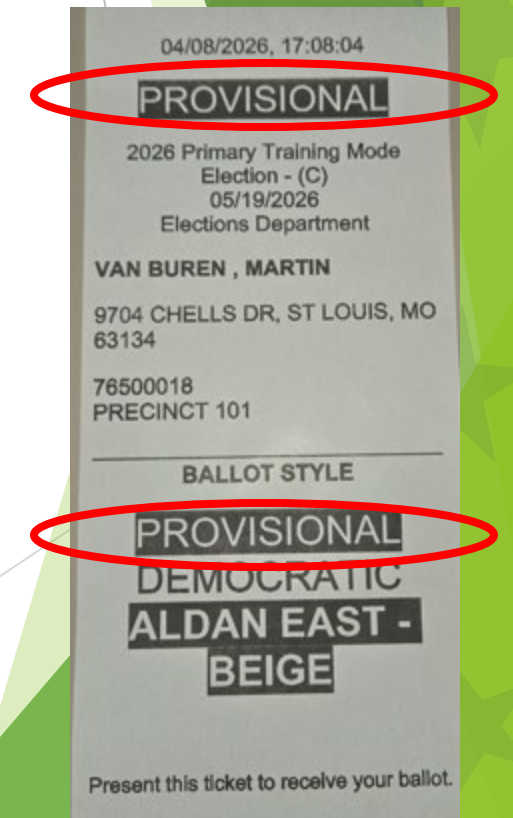 04/08/2026, 17:08:04
PROVISIONAL
2026 Primary Training Mode
Election - (C)
05/19/2026
Elections Department
VAN BUREN , MARTIN
9704 CHELLS DR, ST LOUIS, MO
63134
76500018
PRECINCT 101
BALLOT STYLE
PROVISIONAL
DEMOCRATIC
ALDAN EAST -
BEIGE
Present this ticket to receive your ballot.